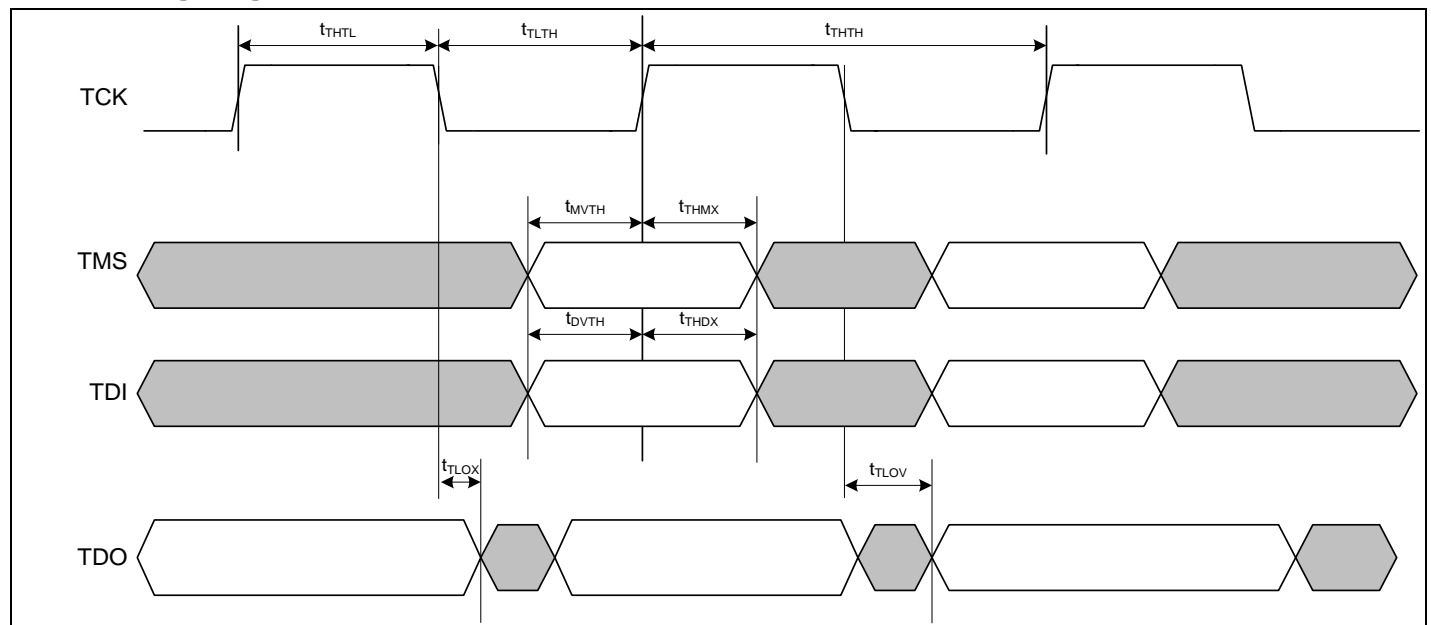 tTHTL tTLTH tTHTH
TCK
tMVTH tTHMX
TMS
tDVTH tTHDX
TDI
tTLOX tTLOV
TDO